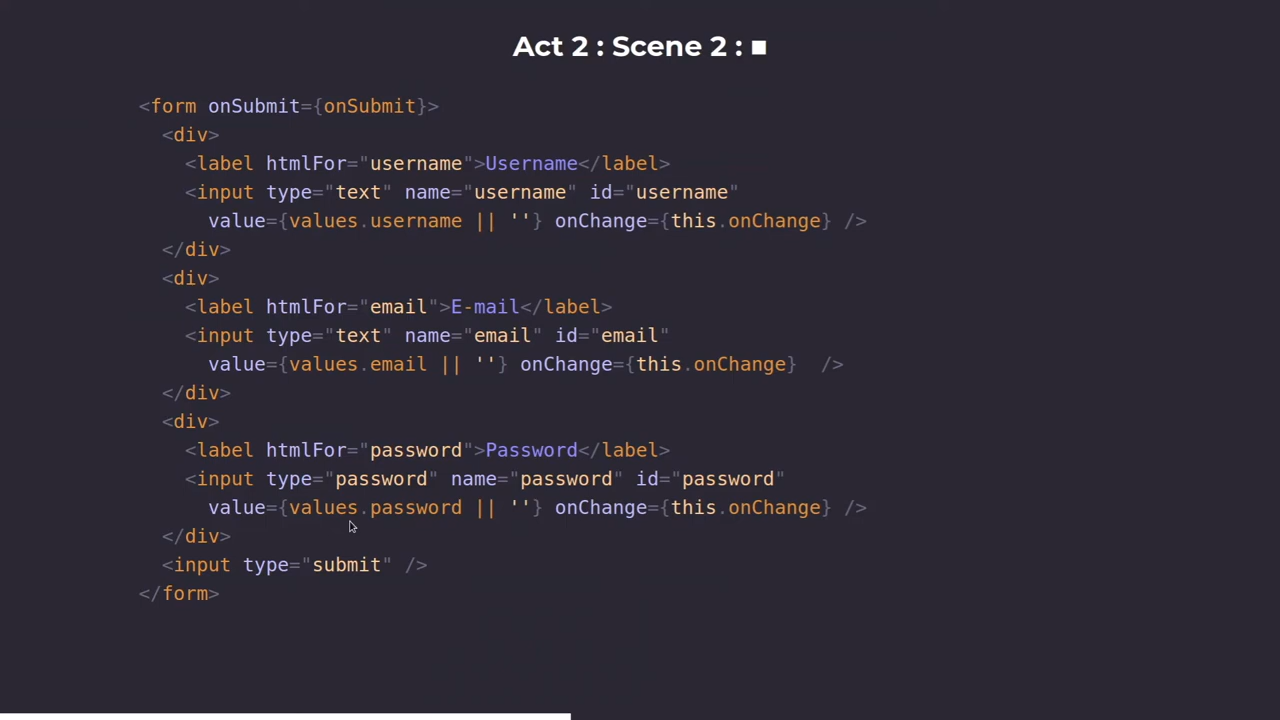 Act 2 : Scene 2 : ■
<form onSubmit={onSubmit}>
  <div>
    <label htmlFor="username">Username</label>
    <input type="text" name="username" id="username"
      value={values.username || ''} onChange={this.onChange} />
  </div>
  <div>
    <label htmlFor="email">E-mail</label>
    <input type="text" name="email" id="email"
      value={values.email || ''} onChange={this.onChange}  />
  </div>
  <div>
    <label htmlFor="password">Password</label>
    <input type="password" name="password" id="password"
      value={values.password || ''} onChange={this.onChange} />
  </div>
  <input type="submit" />
</form>